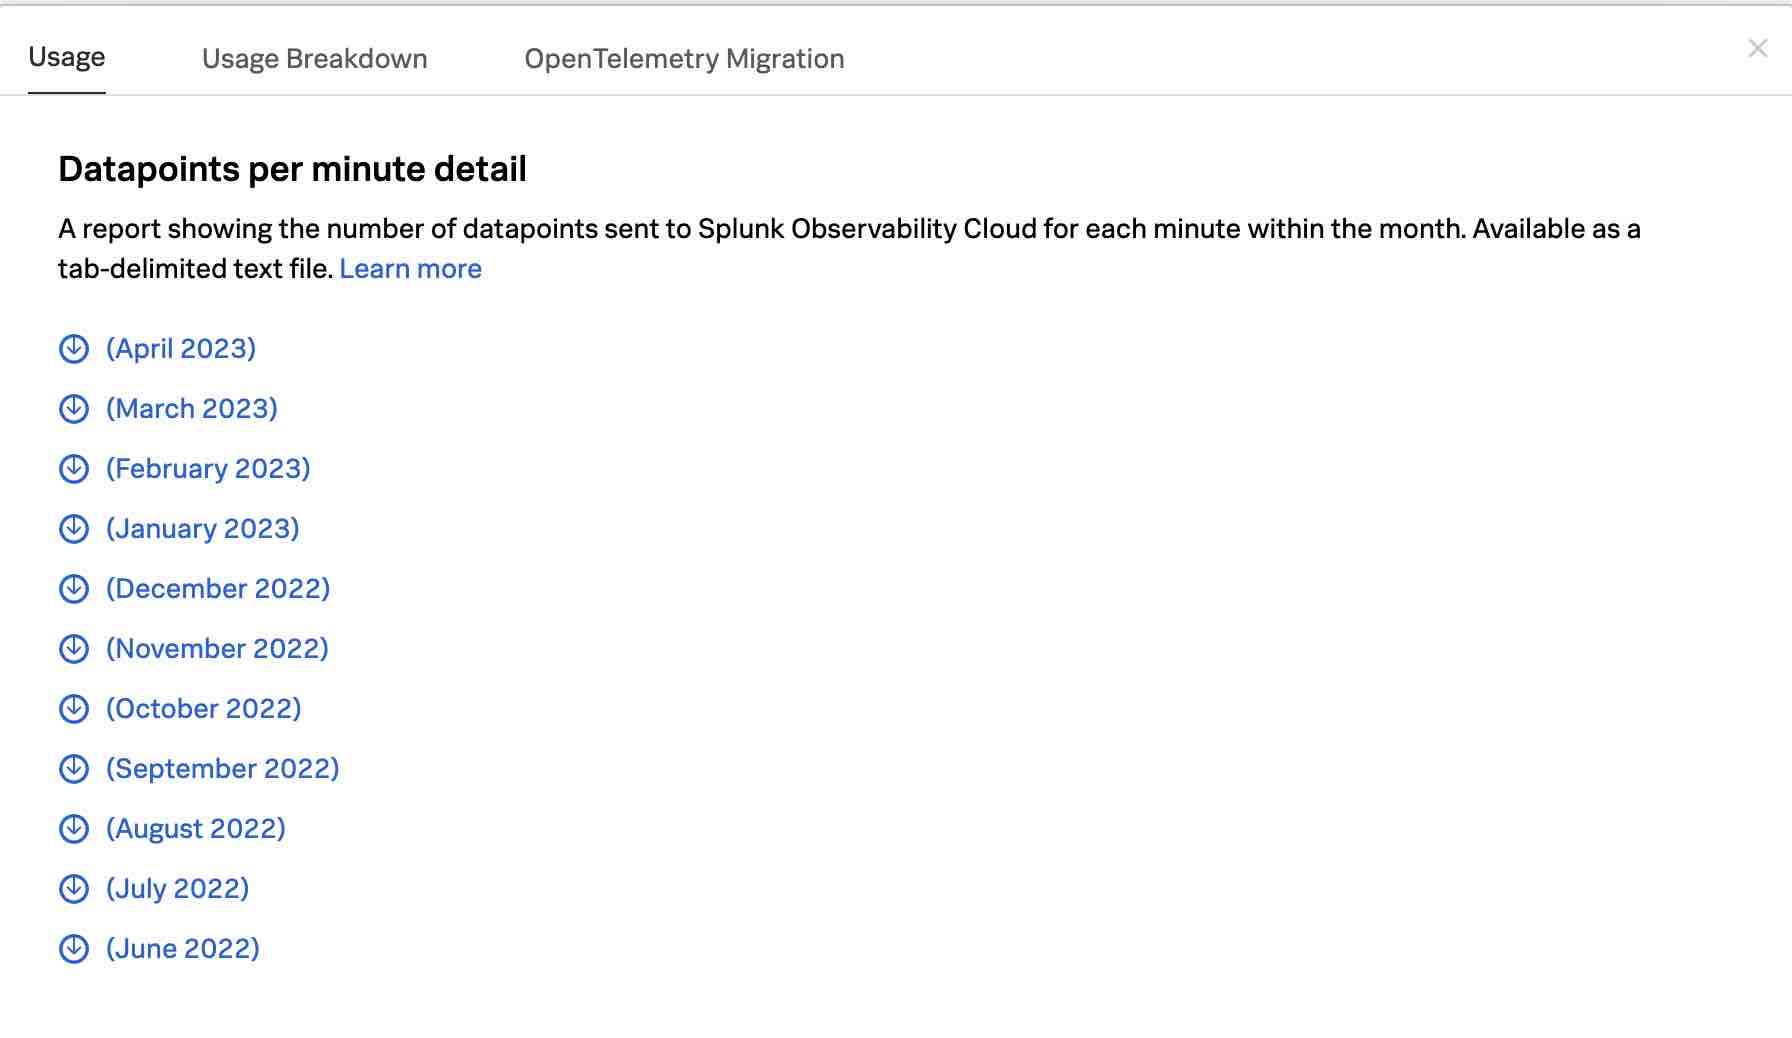 Usage
Usage Breakdown
OpenTelemetry Migration
Datapoints per minute detail
A report showing the number of datapoints sent to Splunk Observability Cloud for each minute within the month. Available as a
tab-delimited text file. Learn more
(April 2023)
(March 2023)
(February 2023)
(January 2023)
(December 2022)
(November 2022)
(October 2022)
(September 2022)
(August 2022)
(July 2022)
(June 2022)